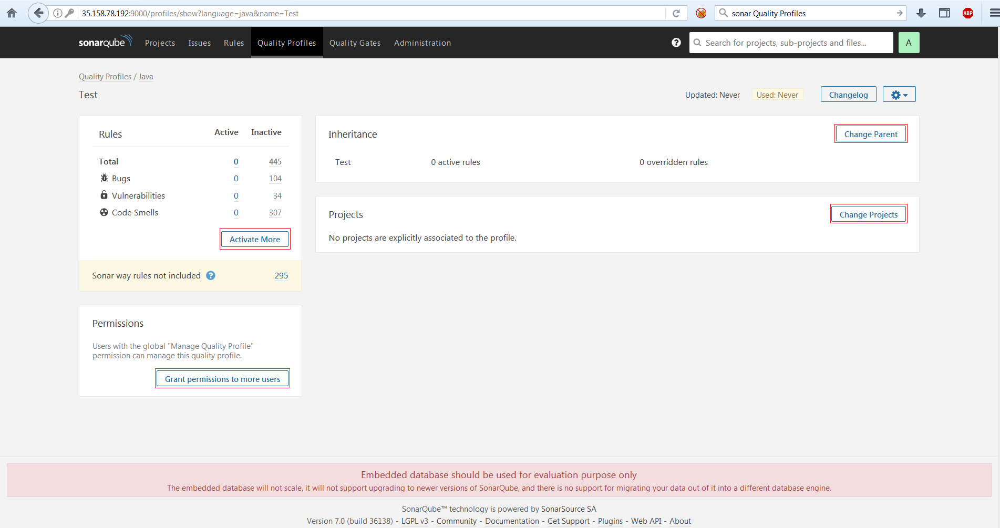 35.158.78.192:9000/profiles/show?language=java&name=Test
sonar Quality Profiles
ABP
sonarqube Projects Issues Rules Quality Profiles Quality Gates Administration
? Search for projects, sub-projects and files... A
Quality Profiles / Java
Test
Updated: Never Used: Never Changelog
Rules Active Inactive
Total 0 445
Bugs 0 104
Vulnerabilities 0 34
Code Smells 0 307
Activate More
Sonar way rules not included ? 295
Permissions
Users with the global "Manage Quality Profile"
permission can manage this quality profile.
Grant permissions to more users
Inheritance Change Parent
Test 0 active rules 0 overridden rules
Projects Change Projects
No projects are explicitly associated to the profile.
Embedded database should be used for evaluation purpose only
The embedded database will not scale, it will not support upgrading to newer versions of SonarQube, and there is no support for migrating your data out of it into a different database engine.
SonarQube™ technology is powered by SonarSource SA
Version 7.0 (build 36138) - LGPL v3 - Community - Documentation - Get Support - Plugins - Web API - About